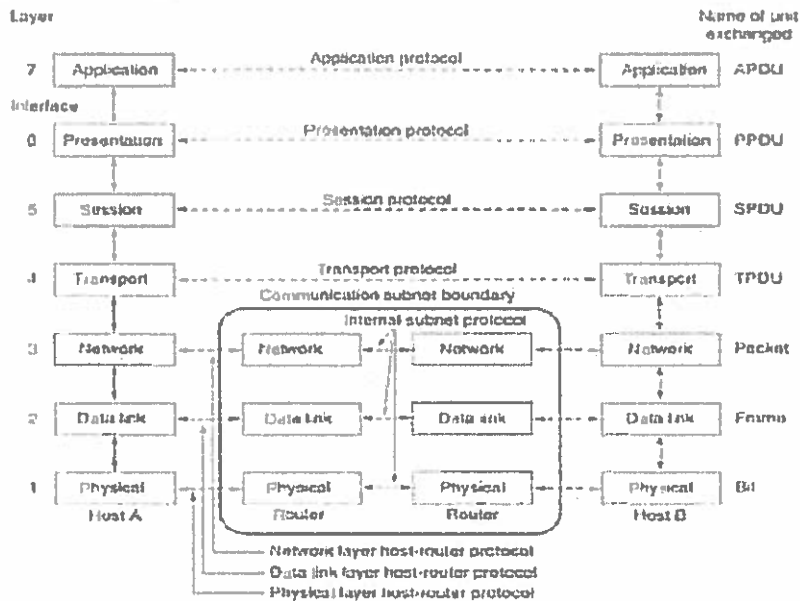 Layer
Name of unit exchanged
7 Application Application protocol Application APDU
Interface
6 Presentation Presentation protocol Presentation PPDU
5 Session Session protocol Session SPDU
4 Transport Transport protocol Transport TPDU
Communication subnet boundary
Internal subnet protocol
3 Network Network Network Network Packet
2 Data link Data link Data link Data link Frame
1 Physical Physical Physical Physical Bit
Host A Router Router Host B
Network layer host-router protocol
Data link layer host-router protocol
Physical layer host-router protocol